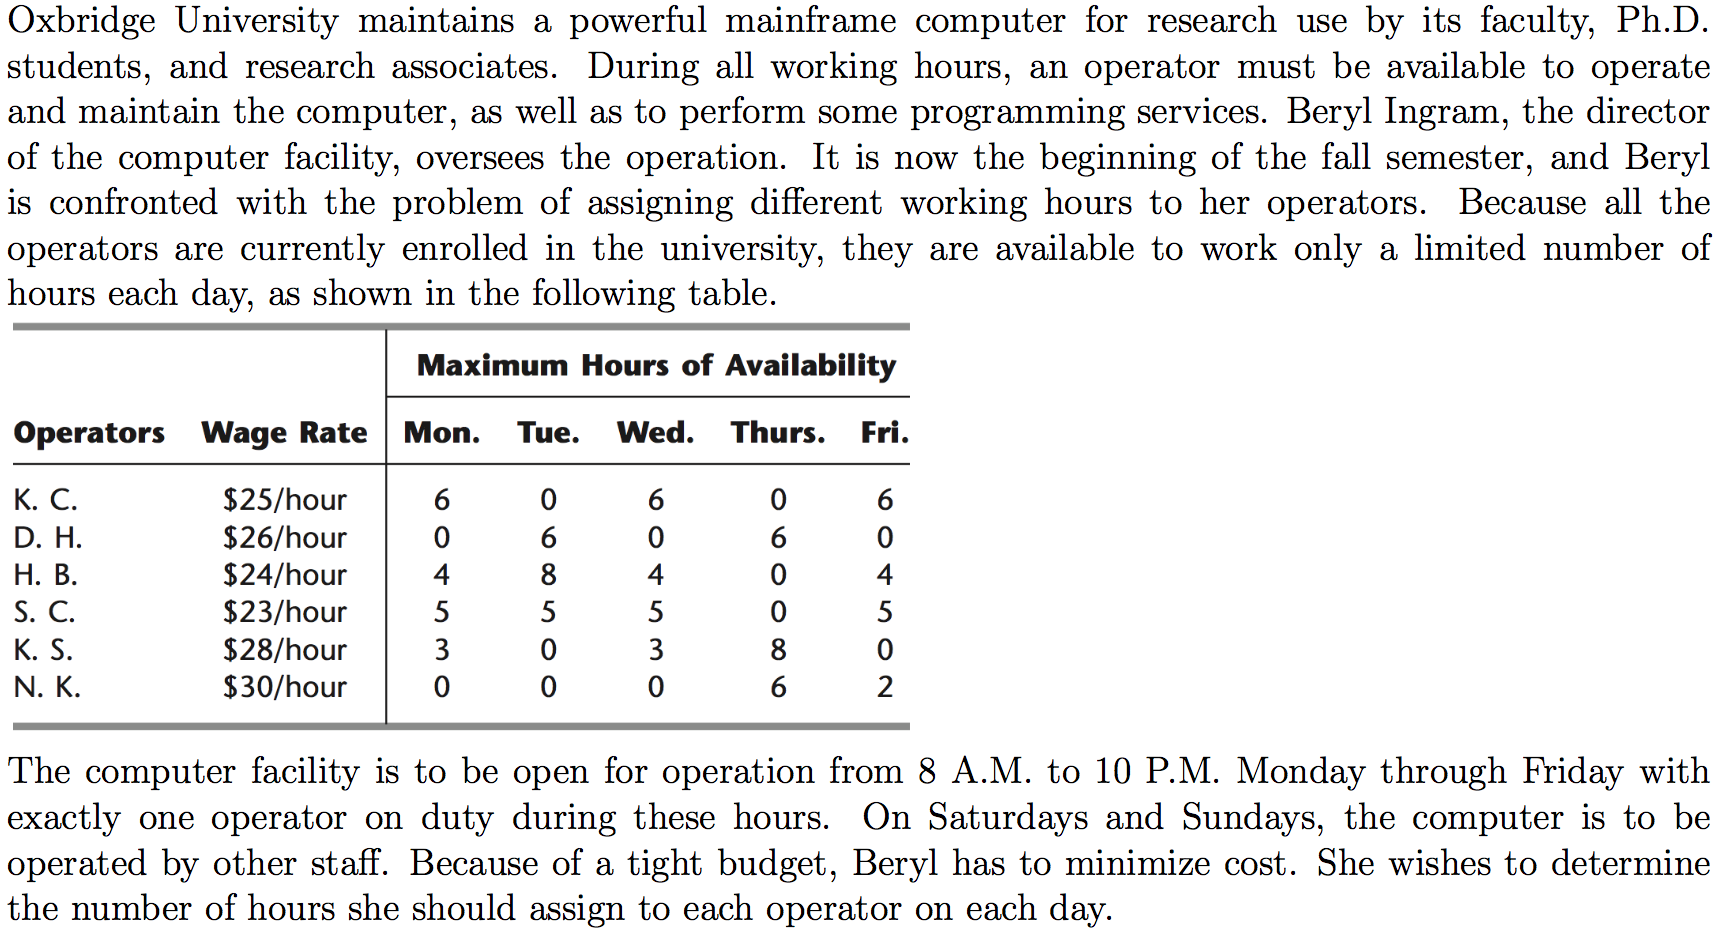 Oxbridge University maintains a powerful mainframe computer for research use by its faculty, Ph.D.
students, and research associates. During all working hours, an operator must be available to operate
and maintain the computer, as well as to perform some programming services. Beryl Ingram, the director
of the computer facility, oversees the operation. It is now the beginning of the fall semester, and Beryl
is confronted with the problem of assigning different working hours to her operators. Because all the
operators are currently enrolled in the university, they are available to work only a limited number of
hours each day, as shown in the following table.
Maximum Hours of Availability
Operators Wage Rate Mon. Tue. Wed. Thurs. Fri.
K. C. $25/hour 6 0 6 0 6
D. H. $26/hour 0 6 0 6 0
H. B. $24/hour 4 8 4 0 4
S. C. $23/hour 5 5 5 0 5
K. S. $28/hour 3 0 3 8 0
N. K. $30/hour 0 0 0 6 2
The computer facility is to be open for operation from 8 A.M. to 10 P.M. Monday through Friday with
exactly one operator on duty during these hours. On Saturdays and Sundays, the computer is to be
operated by other staff. Because of a tight budget, Beryl has to minimize cost. She wishes to determine
the number of hours she should assign to each operator on each day.